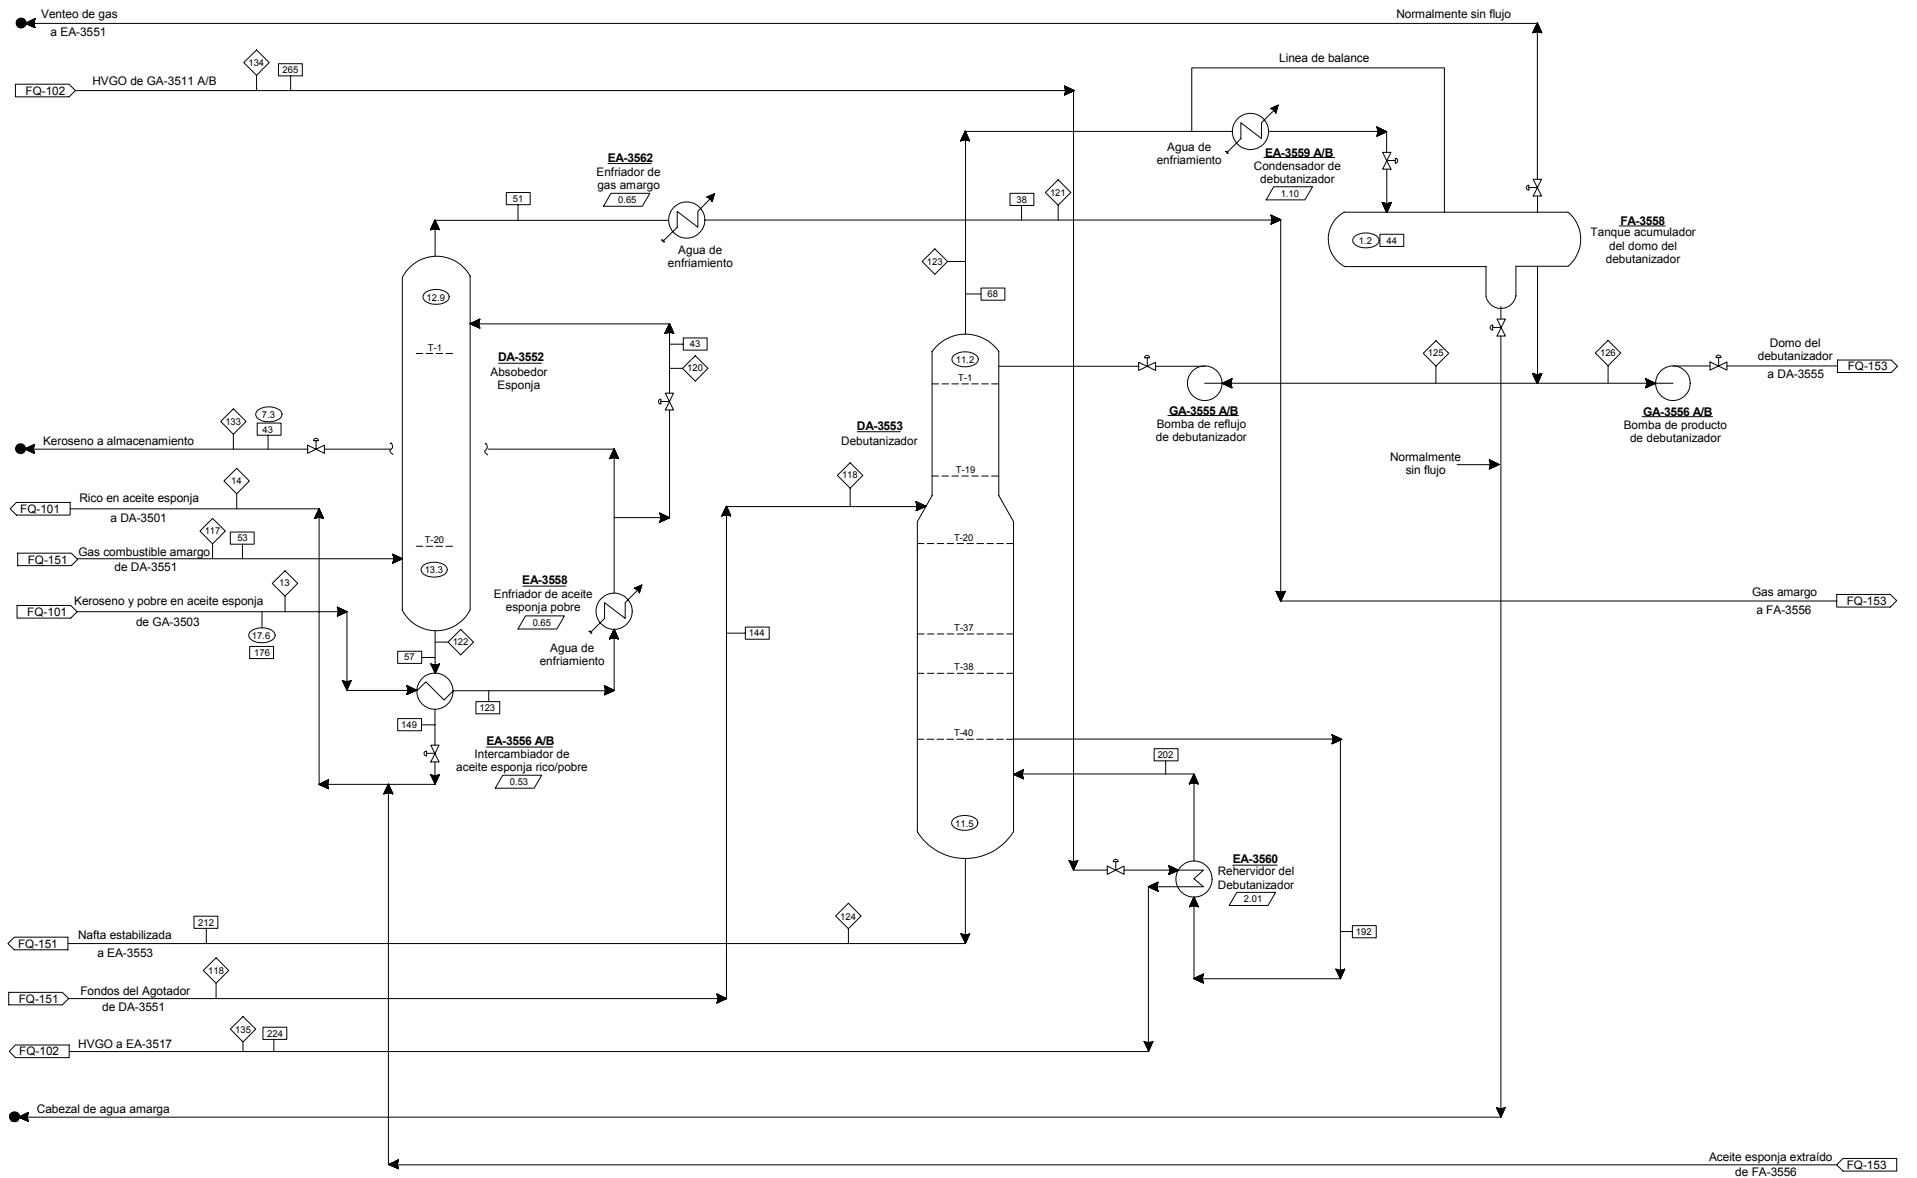 Venteo de gas
a EA-3551
Normalmente sin flujo
134
265
HVGO de GA-3511 A/B
FQ-102
Linea de balance
Agua de
enfriamiento
EA-3559 A/B
Condensador de
debutanizador
1.10
EA-3562
Enfriador de
gas amargo
0.65
51
Agua de
enfriamiento
38
121
FA-3558
Tanque acumulador
del domo del
debutanizador
1.2
44
123
68
12.9
T-1
DA-3552
Absobedor
Esponja
43
120
11.2
T-1
GA-3555 A/B
Bomba de reflujo
de debutanizador
125
126
Domo del
debutanizador
a DA-3555
FQ-153
GA-3556 A/B
Bomba de producto
de debutanizador
133
7.3
43
Keroseno a almacenamiento
DA-3553
Debutanizador
118
T-19
Normalmente
sin flujo
14
Rico en aceite esponja
FQ-101
a DA-3501
117
53
T-20
Gas combustible amargo
FQ-151
de DA-3551
13.3
T-20
13
Keroseno y pobre en aceite esponja
FQ-101
de GA-3503
17.6
176
EA-3558
Enfriador de aceite
esponja pobre
0.65
Agua de
enfriamiento
Gas amargo
a FA-3556
FQ-153
122
57
144
T-37
T-38
123
149
EA-3556 A/B
Intercambiador de
aceite esponja rico/pobre
0.53
T-40
202
11.5
EA-3560
Rehervidor del
Debutanizador
2.01
192
212
124
Nafta estabilizada
FQ-151
a EA-3553
118
Fondos del Agotador
FQ-151
de DA-3551
135
224
HVGO a EA-3517
FQ-102
Cabezal de agua amarga
Aceite esponja extraído
de FA-3556
FQ-153